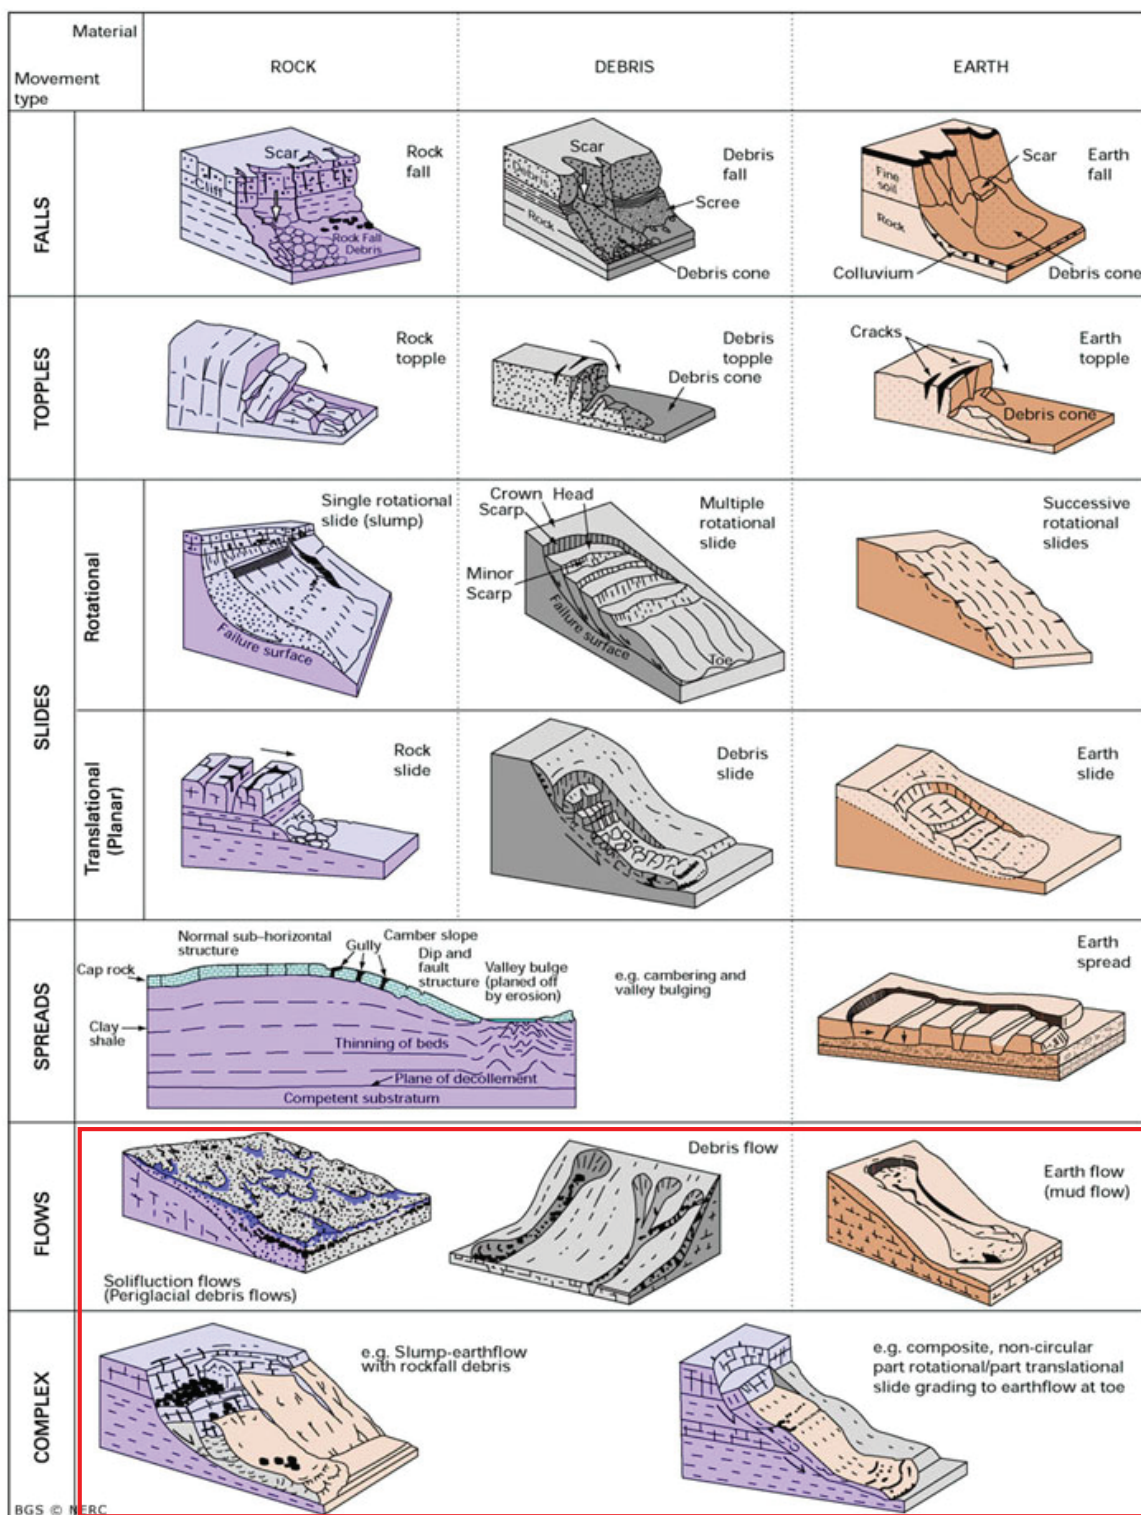 Material
Movement
type
ROCK
DEBRIS
EARTH
FALLS
Scar
Cliff
Rock Fall
Debris
Rock
fall
Scar
Debris
Rock
Debris
fall
Scree
Debris cone
Fine
soil
Rock
Scar
Earth
fall
Colluvium
Debris cone
TOPPLES
Rock
topple
Debris
topple
Debris cone
Cracks
Earth
topple
Debris cone
SLIDES
Rotational
Single rotational
slide (slump)
Failure surface
Crown
Head
Scarp
Minor
Scarp
Failure surface
Toe
Multiple
rotational
slide
Successive
rotational
slides
Translational
(Planar)
Rock
slide
Debris
slide
Earth
slide
SPREADS
Normal sub-horizontal
structure
Cap rock
Gully
Camber slope
Dip and
fault
structure
Valley bulge
(planed off
by erosion)
Clay
shale
Thinning of beds
Plane of decollement
Competent substratum
e.g. cambering and
valley bulging
Earth
spread
FLOWS
Solifluction flows
(Periglacial debris flows)
Debris flow
Earth flow
(mud flow)
COMPLEX
e.g. Slump-earthflow
with rockfall debris
e.g. composite, non-circular
part rotational/part translational
slide grading to earthflow at toe
BGS © NERC